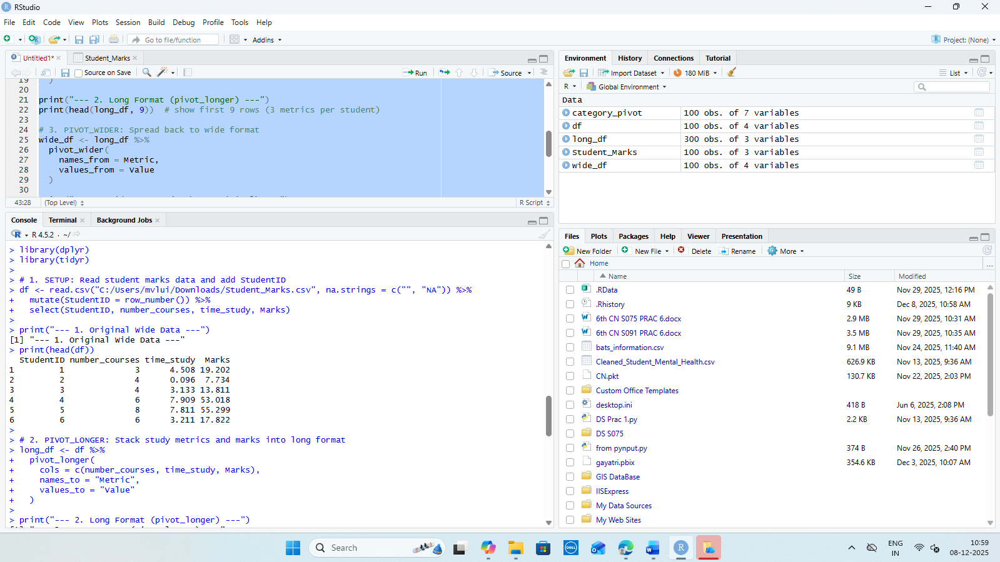 RStudio
File Edit Code View Plots Session Build Debug Profile Tools Help
Go to file/function Addins Project: (None)
Untitled1* Student_Marks
Source on Save Run Source
19 )
20
21 print("--- 2. Long Format (pivot_longer) ---")
22 print(head(long_df, 9)) # show first 9 rows (3 metrics per student)
23
24 # 3. PIVOT_WIDER: Spread back to wide format
25 wide_df <- long_df %>%
26 pivot_wider(
27 names_from = Metric,
28 values_from = Value
29 )
30
43:28 (Top Level) R Script
Console Terminal Background Jobs
R 4.5.2 · ~/
> library(dplyr)
> library(tidyr)
>
> # 1. SETUP: Read student marks data and add StudentID
> df <- read.csv("C:/Users/mvlui/Downloads/Student_Marks.csv", na.strings = c("", "NA")) %>%
+ mutate(StudentID = row_number()) %>%
+ select(StudentID, number_courses, time_study, Marks)
>
> print("--- 1. Original Wide Data ---")
[1] "--- 1. Original Wide Data ---"
> print(head(df))
StudentID number_courses time_study Marks
1 1 3 4.508 19.202
2 2 4 0.096 7.734
3 3 4 3.133 13.811
4 4 6 7.909 53.018
5 5 8 7.811 55.299
6 6 6 3.211 17.822
>
> # 2. PIVOT_LONGER: Stack study metrics and marks into long format
> long_df <- df %>%
+ pivot_longer(
+ cols = c(number_courses, time_study, Marks),
+ names_to = "Metric",
+ values_to = "Value"
+ )
>
> print("--- 2. Long Format (pivot_longer) ---")
Environment History Connections Tutorial
Import Dataset 180 MiB List
R Global Environment
Data
category_pivot 100 obs. of 7 variables
df 100 obs. of 4 variables
long_df 300 obs. of 3 variables
Student_Marks 100 obs. of 3 variables
wide_df 100 obs. of 4 variables
Files Plots Packages Help Viewer Presentation
New Folder New File Delete Rename More
Home ...
Name Size Modified
.RData 49 B Nov 29, 2025, 12:16 PM
.Rhistory 9 KB Dec 8, 2025, 10:58 AM
6th CN S075 PRAC 6.docx 2.9 MB Nov 29, 2025, 10:31 AM
6th CN S091 PRAC 6.docx 3.5 MB Nov 29, 2025, 10:35 AM
bats_information.csv 9.1 MB Nov 24, 2025, 11:40 AM
Cleaned_Student_Mental_Health.csv 626.9 KB Nov 13, 2025, 9:36 AM
CN.pkt 130.7 KB Nov 22, 2025, 2:03 PM
Custom Office Templates
desktop.ini 418 B Jun 6, 2025, 2:08 PM
DS Prac 1.py 2.2 KB Nov 13, 2025, 9:36 AM
DS S075
from pynput.py 374 B Nov 26, 2025, 2:40 PM
gayatri.pbix 354.6 KB Dec 3, 2025, 10:07 AM
GIS DataBase
IISExpress
My Data Sources
My Web Sites
Search DELL ENG 10:59
IN 08-12-2025